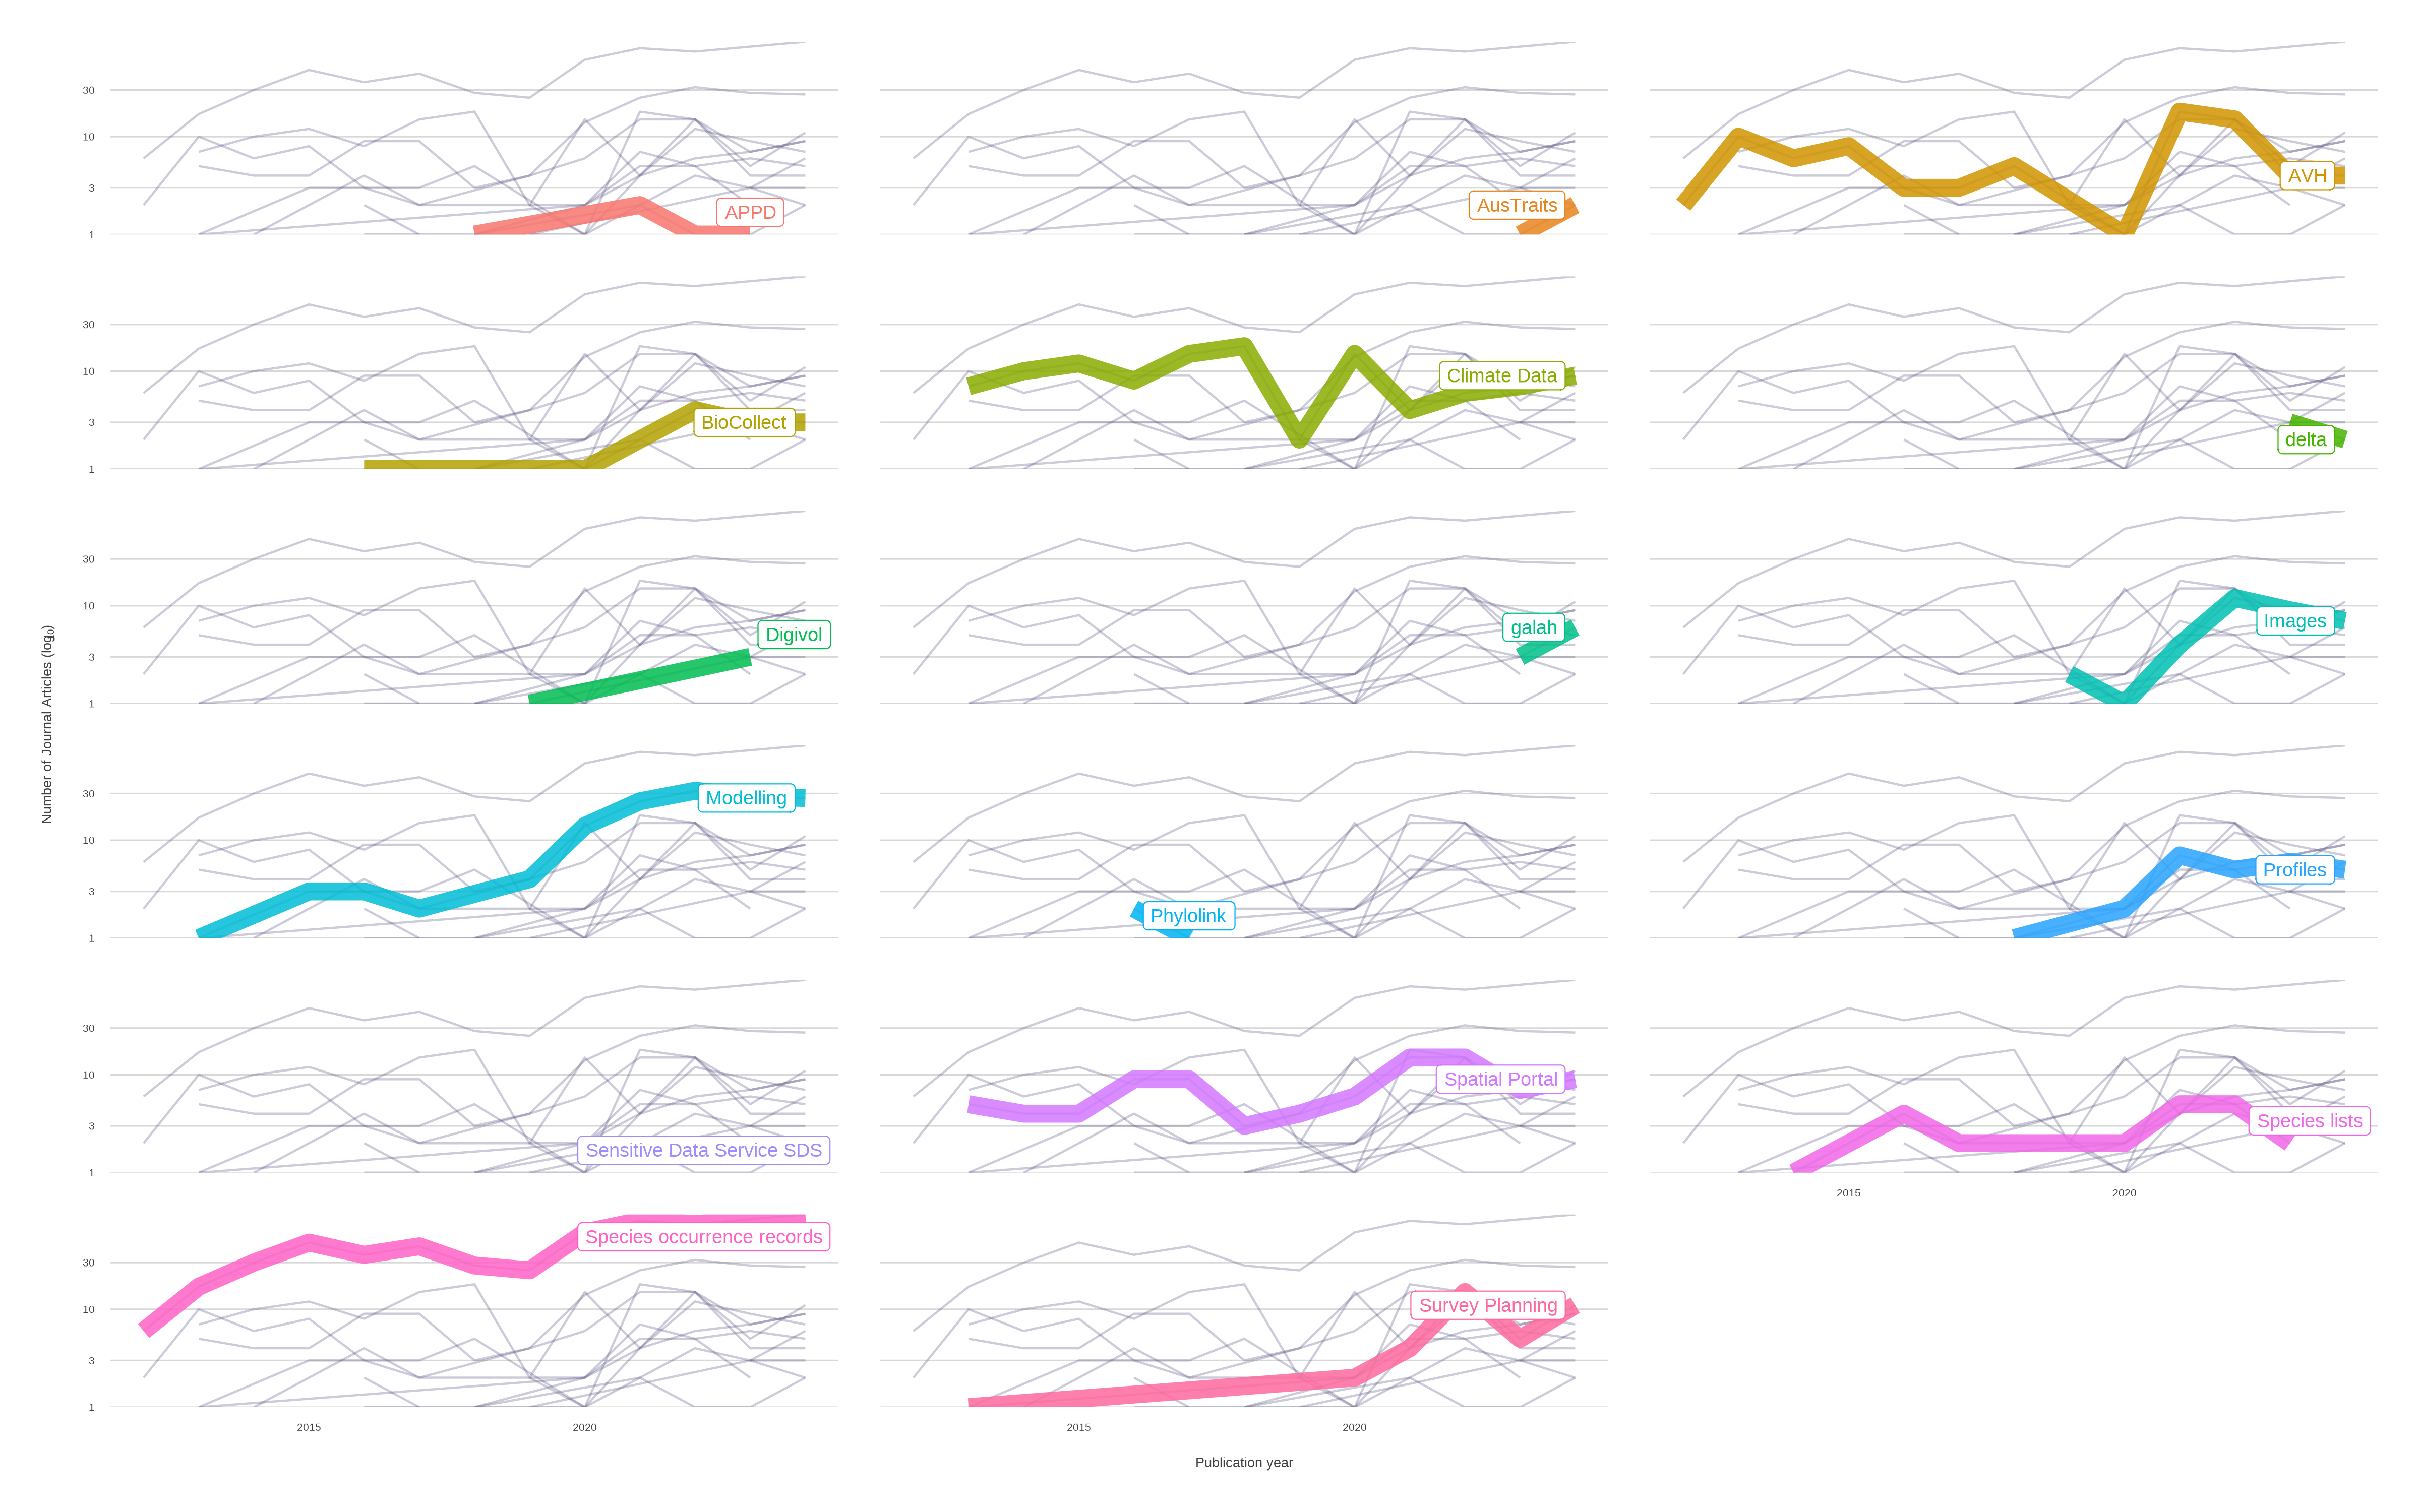 30
10
3
1
APPD
AusTraits
AVH
30
10
3
1
BioCollect
Climate Data
delta
30
10
3
1
Digivol
galah
Images
Number of Journal Articles (log₀)
30
10
3
1
Modelling
Phylolink
Profiles
30
10
3
1
Sensitive Data Service SDS
Spatial Portal
Species lists
2015 2020
30
10
3
1
Species occurrence records
Survey Planning
2015 2020
2015 2020
Publication year